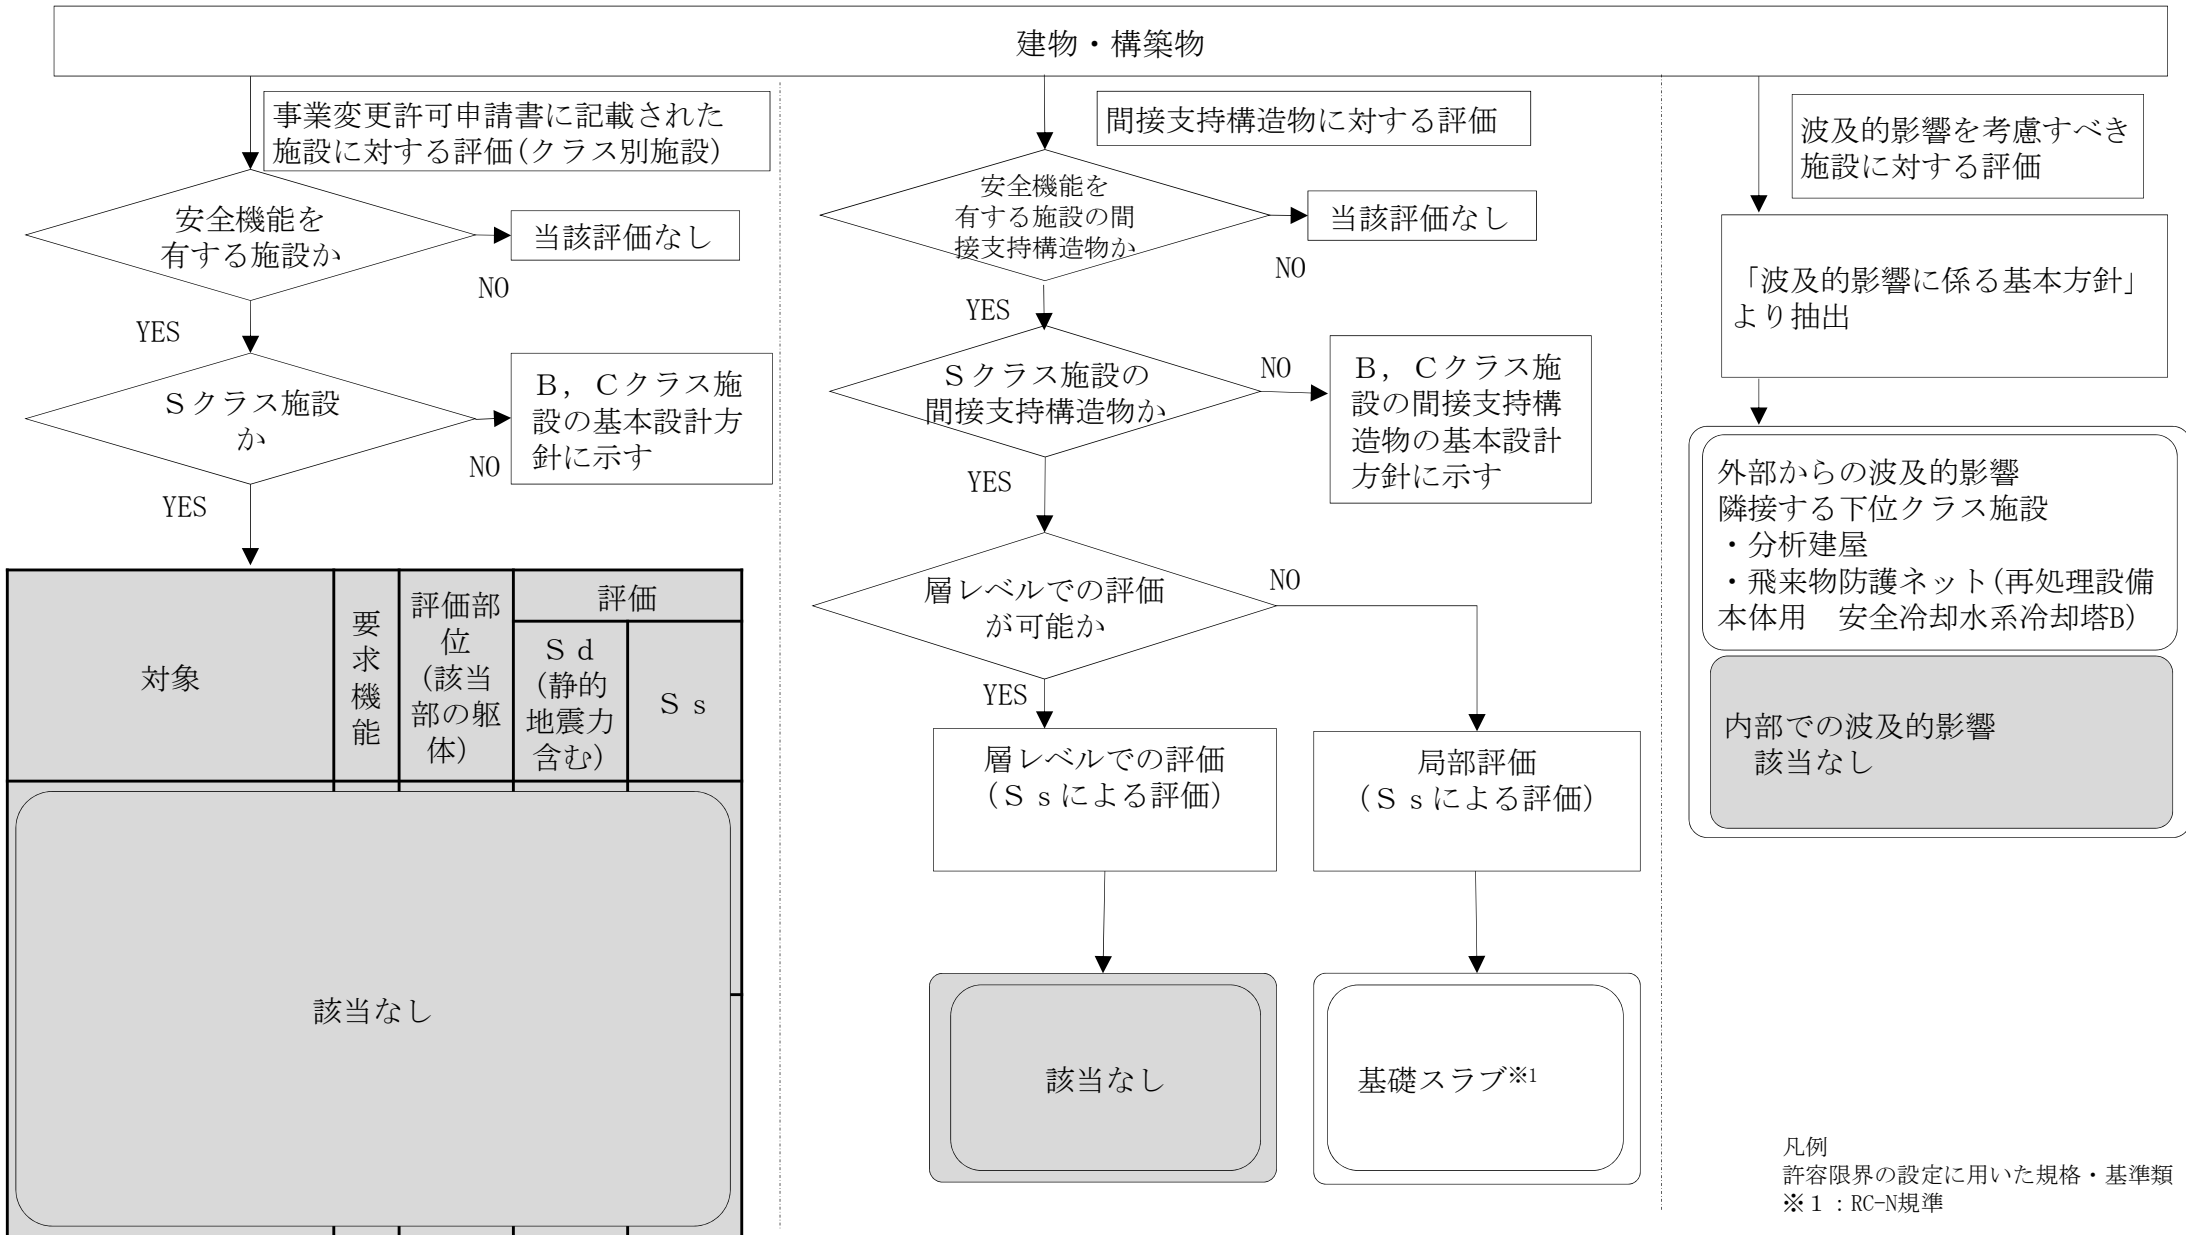 建物・構築物
事業変更許可申請書に記載された
施設に対する評価(クラス別施設)
安全機能を
有する施設か
当該評価なし
NO
YES
Sクラス施設
か
B, Cクラス施
設の基本設計方
針に示す
NO
YES
対象
要
求
機
能
評価部
位
(該当
部の躯
体)
評価
Sd
(静的
地震力
含む)
Ss
該当なし
間接支持構造物に対する評価
安全機能を
有する施設の間
接支持構造物か
当該評価なし
NO
YES
Sクラス施設の
間接支持構造物か
NO
B, Cクラス施
設の間接支持構
造物の基本設計
方針に示す
YES
層レベルでの評価
が可能か
NO
YES
層レベルでの評価
(Ssによる評価)
局部評価
(Ssによる評価)
該当なし
基礎スラブ※1
波及的影響を考慮すべき
施設に対する評価
「波及的影響に係る基本方針」
より抽出
外部からの波及的影響
隣接する下位クラス施設
・分析建屋
・飛来物防護ネット(再処理設備
本体用 安全冷却水系冷却塔B)
内部での波及的影響
該当なし
凡例
許容限界の設定に用いた規格・基準類
※1:RC-N規準